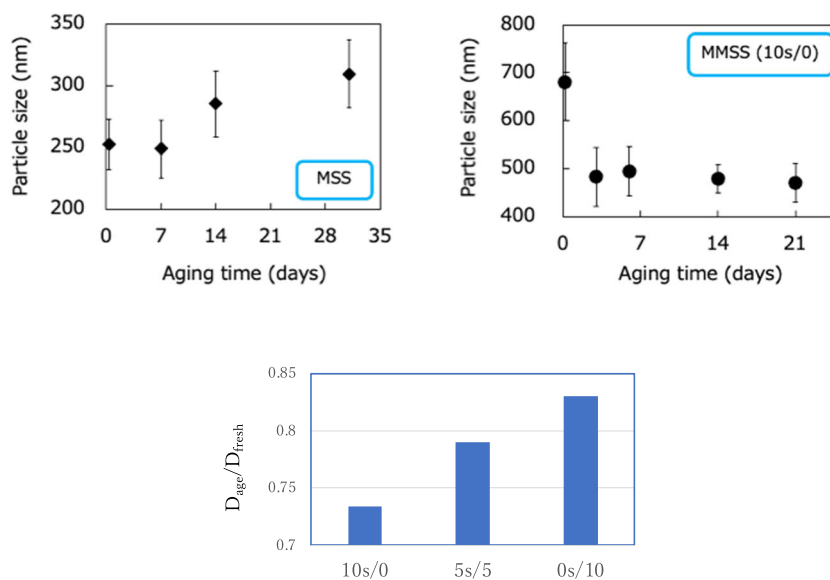 350
300
250
200
Particle size (nm)
MSS
0 7 14 21 28 35
Aging time (days)
800
700
600
500
400
Particle size (nm)
MMSS (10s/0)
0 7 14 21
Aging time (days)
0.85
0.8
0.75
0.7
Dage/Dfresh
10s/0 5s/5 0s/10